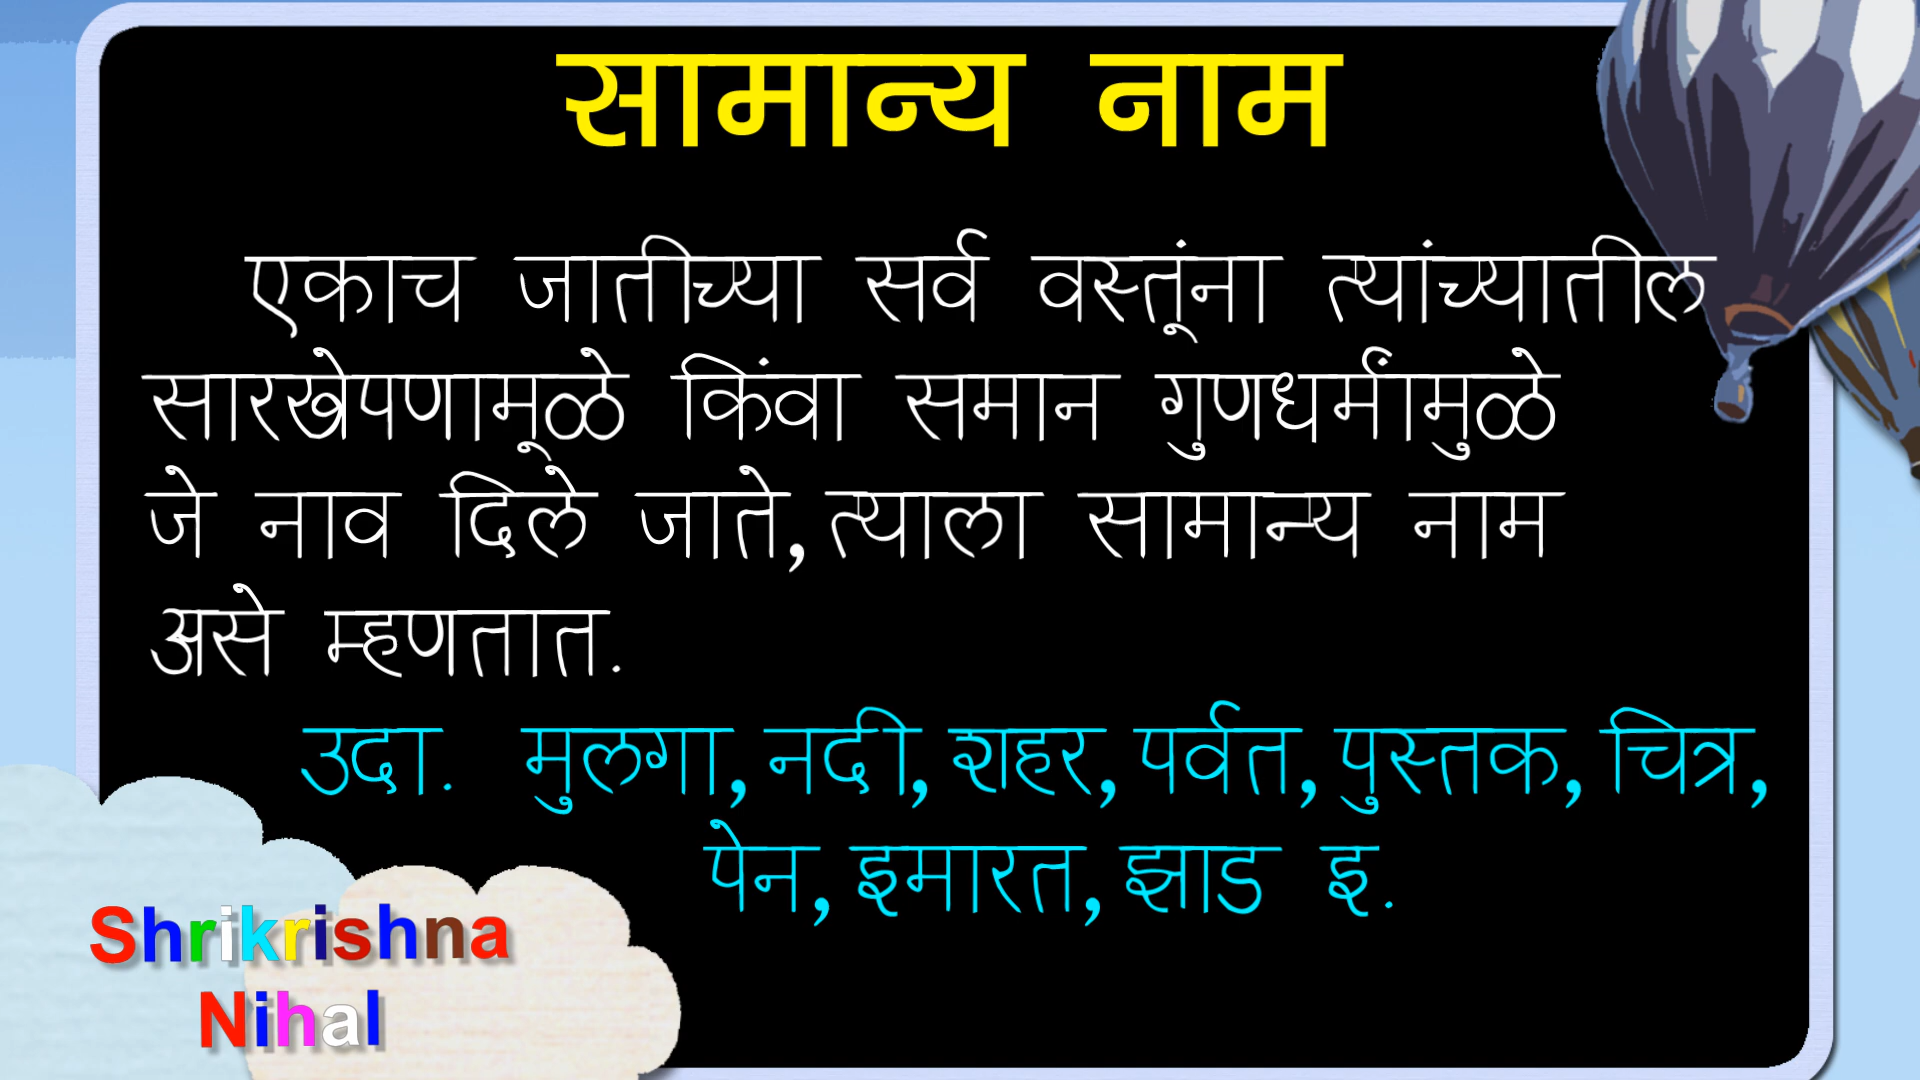 सामान्य नाम
एकाच जातीच्या सर्व वस्तूंना त्यांच्यातील
सारखेपणामूळे किंवा समान गुणधर्मांमुळे
जे नाव दिले जाते, त्याला सामान्य नाम
असे म्हणतात.
उदा. मुलगा, नदी, शहर, पर्वत, पुस्तक, चित्र,
पेन, इमारत, झाड इ.
Shrikrishna
Nihal